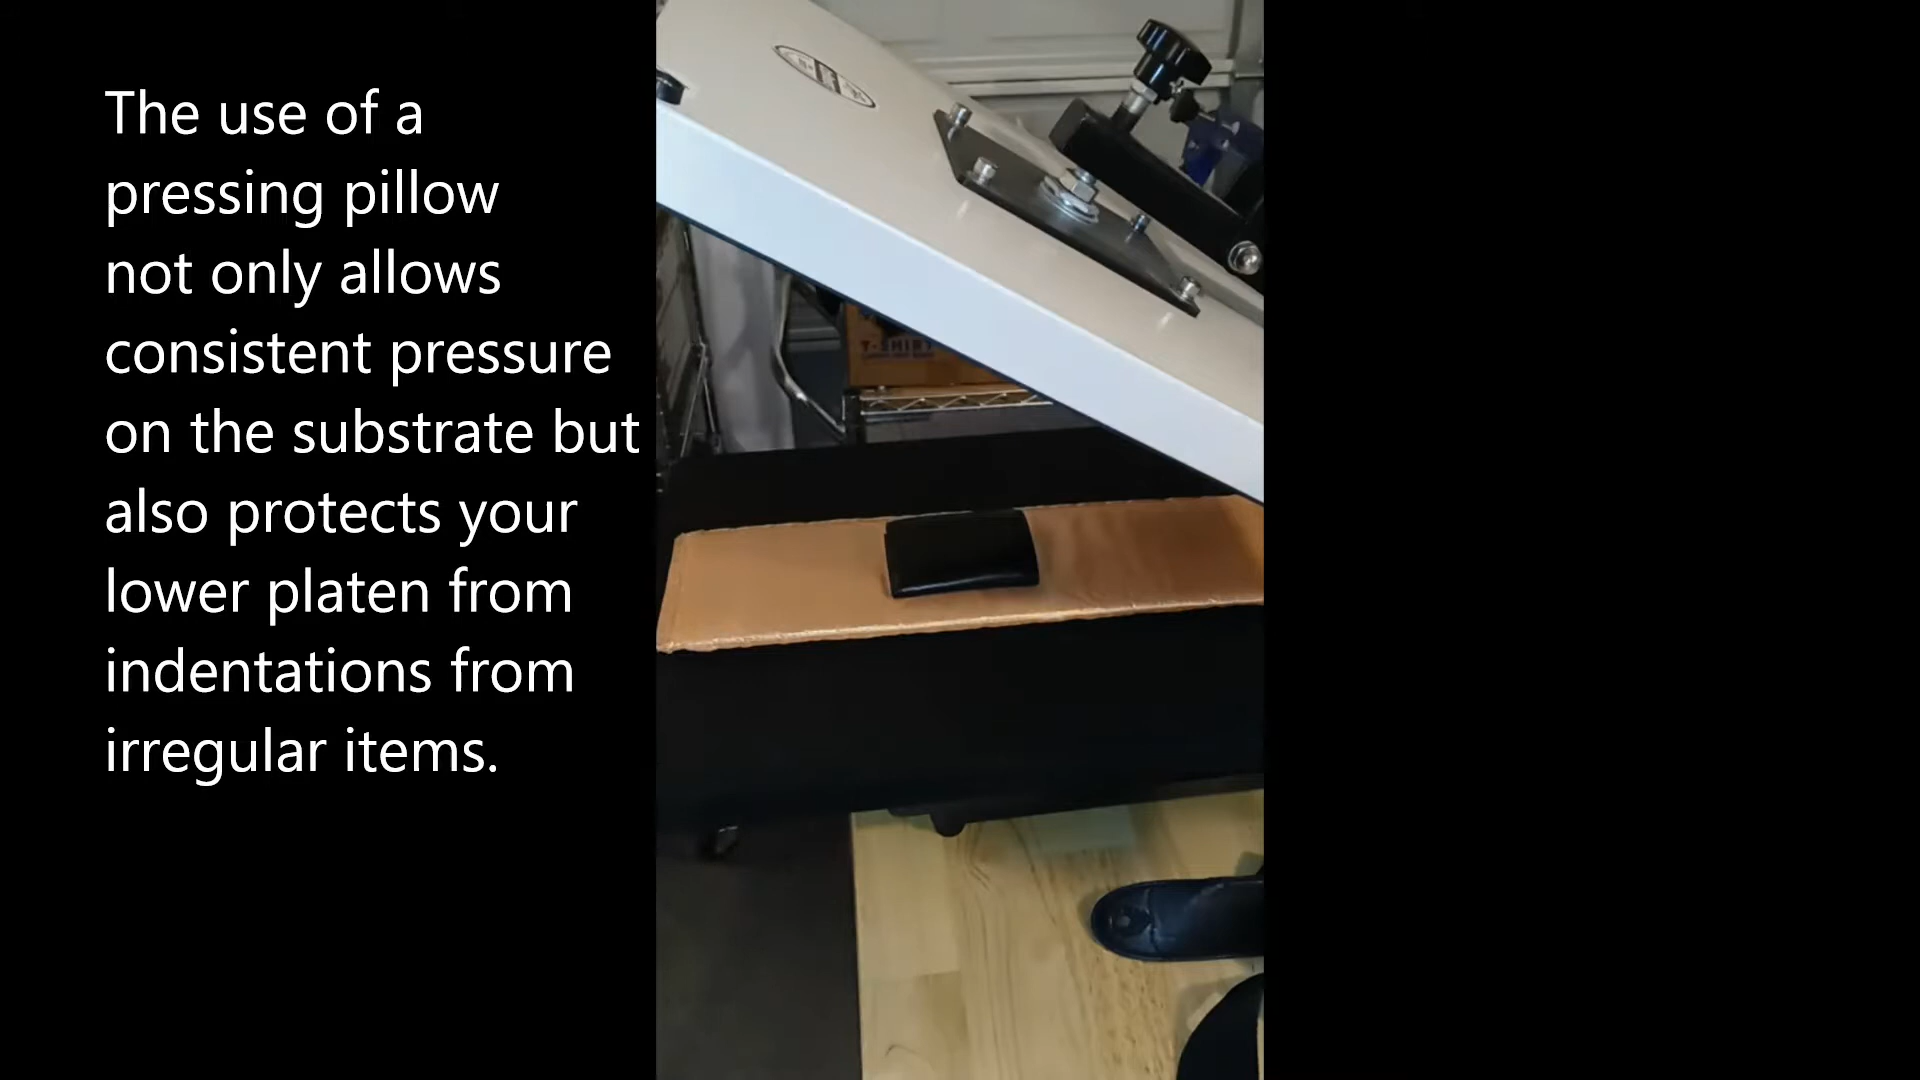 The use of a
pressing pillow
not only allows
consistent pressure
on the substrate but
also protects your
lower platen from
indentations from
irregular items.
T-SHIRT